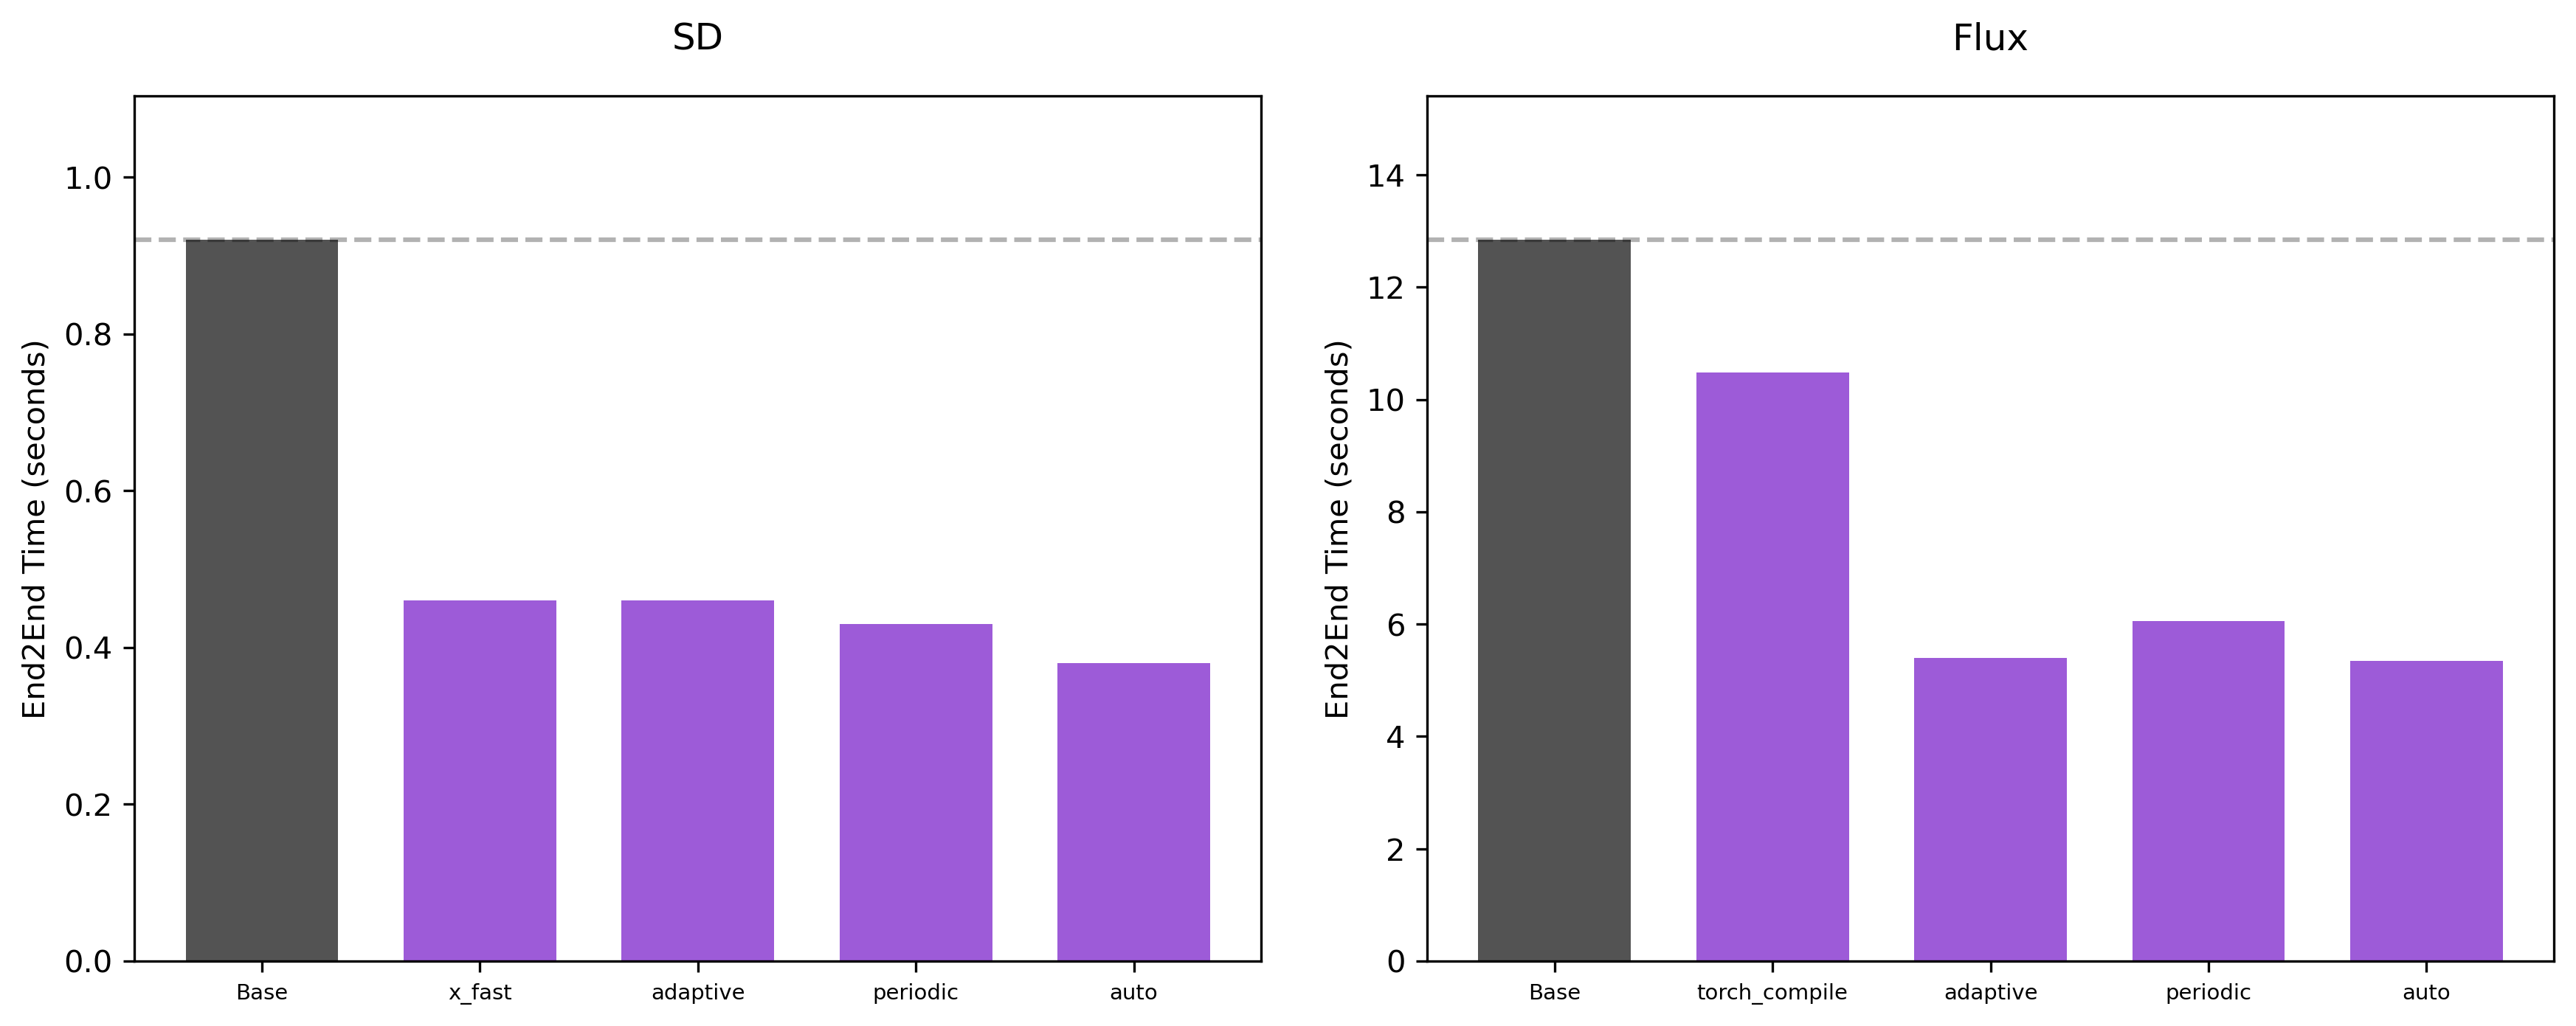 SD
End2End Time (seconds)
1.0
0.8
0.6
0.4
0.2
0.0
Base x_fast adaptive periodic auto
Flux
End2End Time (seconds)
14
12
10
8
6
4
2
0
Base torch_compile adaptive periodic auto